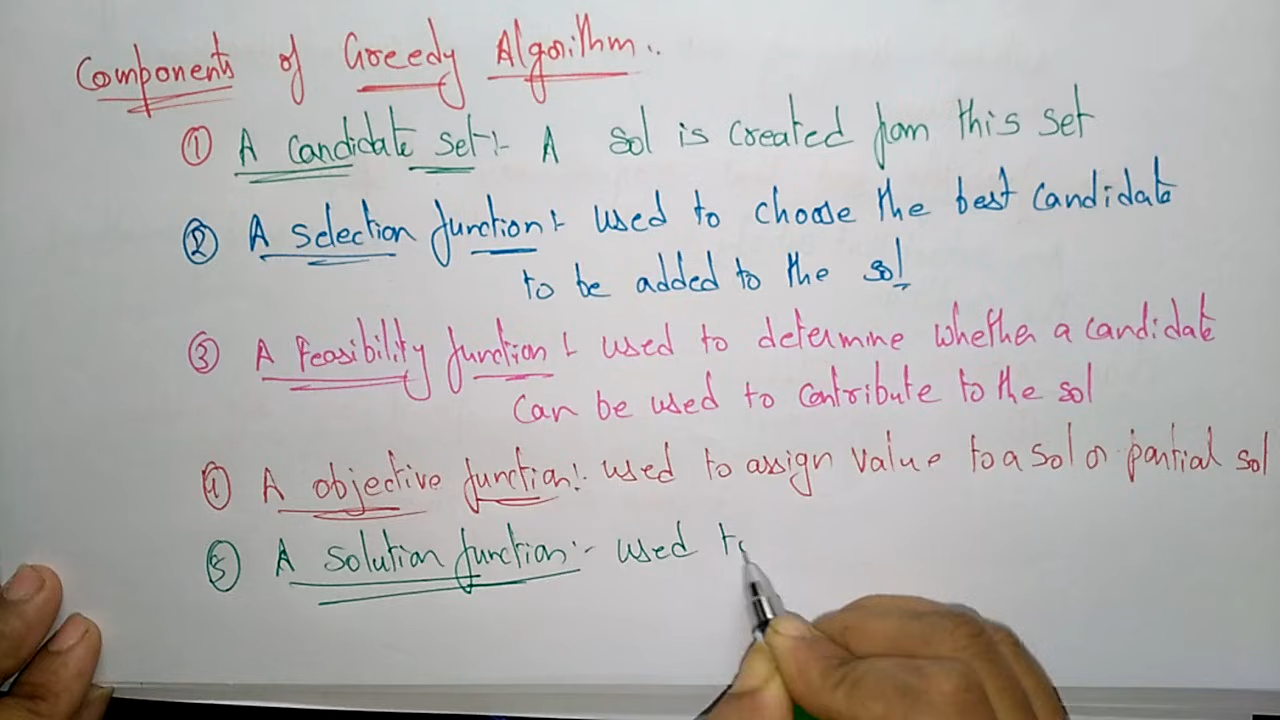 Components of Greedy Algorithm..
① A candidate set:- A sol is created from this set
② A selection function:- used to choose the best candidate
to be added to the sol
③ A feasibility function:- used to determine whether a candidate
can be used to contribute to the sol
④ A objective function:- used to assign value to a sol or partial sol
⑤ A solution function:- used to